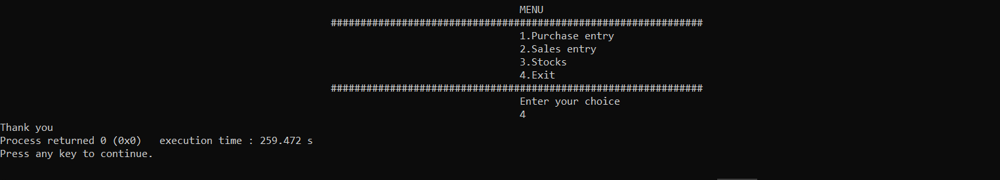 MENU
###############################################################
1.Purchase entry
2.Sales entry
3.Stocks
4.Exit
###############################################################
Enter your choice
4
Thank you
Process returned 0 (0x0)   execution time : 259.472 s
Press any key to continue.